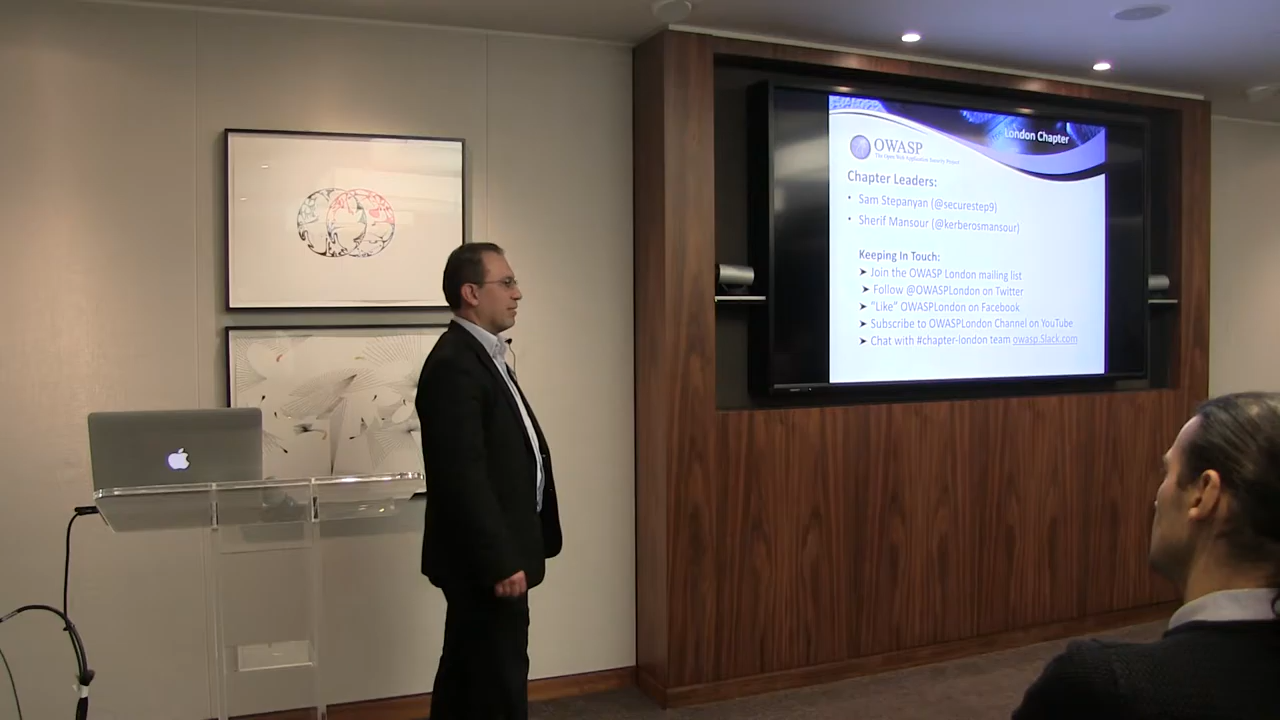 London Chapter
OWASP
The Open Web Application Security Project
Chapter Leaders:
• Sam Stepanyan (@securestep9)
• Sherif Mansour (@kerberosmansour)
Keeping In Touch:
➤ Join the OWASP London mailing list
➤ Follow @OWASPLondon on Twitter
➤ "Like" OWASPLondon on Facebook
➤ Subscribe to OWASPLondon Channel on YouTube
➤ Chat with #chapter-london team owasp.Slack.com